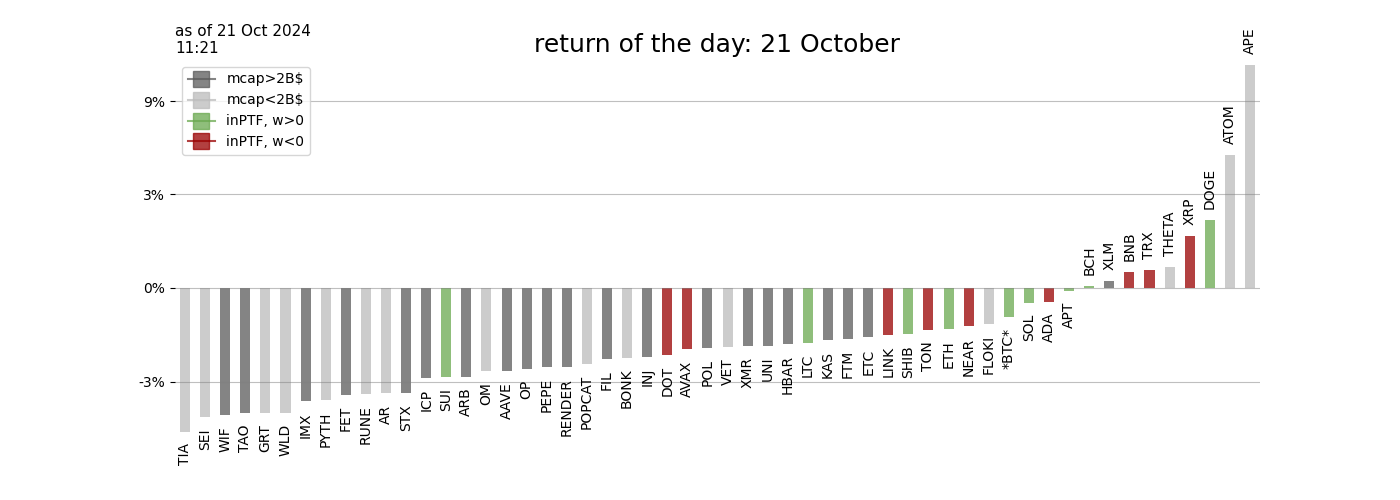 as of 21 Oct 2024
11:21
return of the day: 21 October
mcap>2B$
mcap<2B$
inPTF, w>0
inPTF, w<0
9%
3%
0%
-3%
TIA
SEI
WIF
TAO
GRT
WLD
IMX
PYTH
FET
RUNE
AR
STX
ICP
SUI
ARB
OM
AAVE
OP
PEPE
RENDER
POPCAT
FIL
BONK
INJ
DOT
AVAX
POL
VET
XMR
UNI
HBAR
LTC
KAS
FTM
ETC
LINK
SHIB
TON
ETH
NEAR
FLOKI
*BTC*
SOL
ADA
APT
BCH
XLM
BNB
TRX
THETA
XRP
DOGE
ATOM
APE